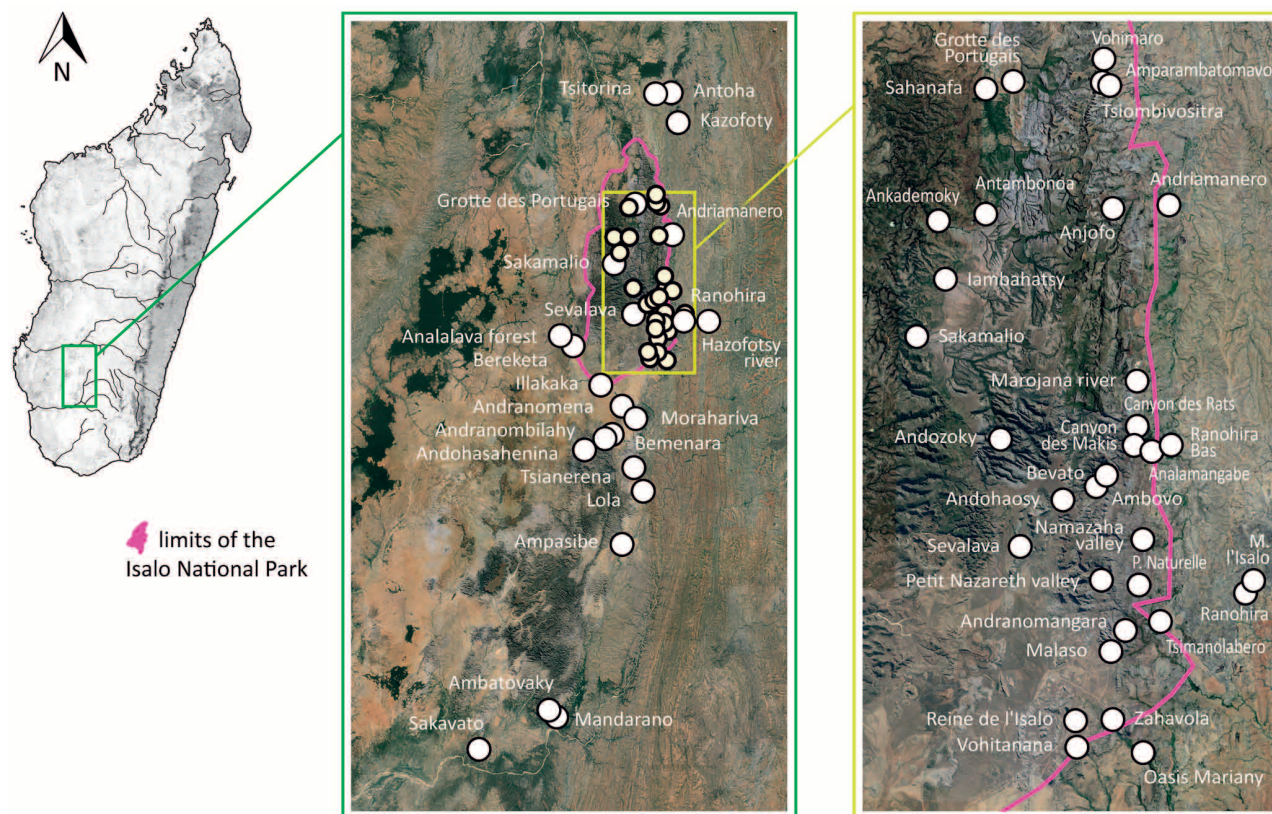 N
limits of the
Isalo National Park
Tsitorina
Antoha
Kazofoty
Grotte des Portugais
Andriamanero
Sakamalio
Sevalava
Ranohira
Analalava forest
Hazofotsy
river
Bereketa
Illakaka
Andranomena
Morahariva
Andranombilahy
Bemenara
Andohasahenina
Tsianerena
Lola
Ampasibe
Ambatovaky
Sakavato
Mandarano
Vohimaro
Grotte des
Portugais
Amparambatomavo
Sahanafa
Tsiombivositra
Ankademoky
Antambonoa
Andriamanero
Anjofo
Iambahatsy
Sakamalio
Marojana river
Canyon des Rats
Canyon
des Makis
Ranohira
Bas
Andozoky
Analamangabe
Bevato
Ambovo
Andohaosy
Namazaha
valley
Sevalava
M.
l'Isalo
P. Naturelle
Petit Nazareth valley
Ranohira
Andranomangara
Tsimanolabero
Malaso
Reine de l'Isalo
Zahavola
Vohitanana
Oasis Mariany